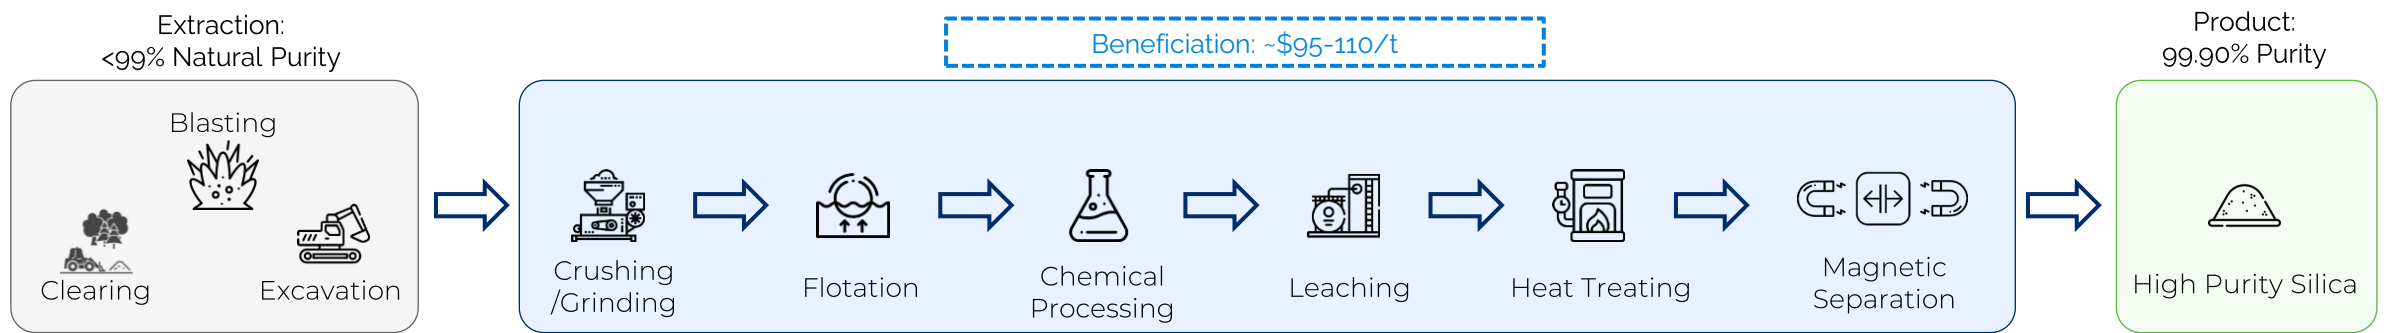 Extraction:
<99% Natural Purity
Blasting
Clearing
Excavation
Beneficiation: ~$95-110/t
Crushing
/Grinding
Flotation
Chemical
Processing
Leaching
Heat Treating
Magnetic
Separation
Product:
99.90% Purity
High Purity Silica